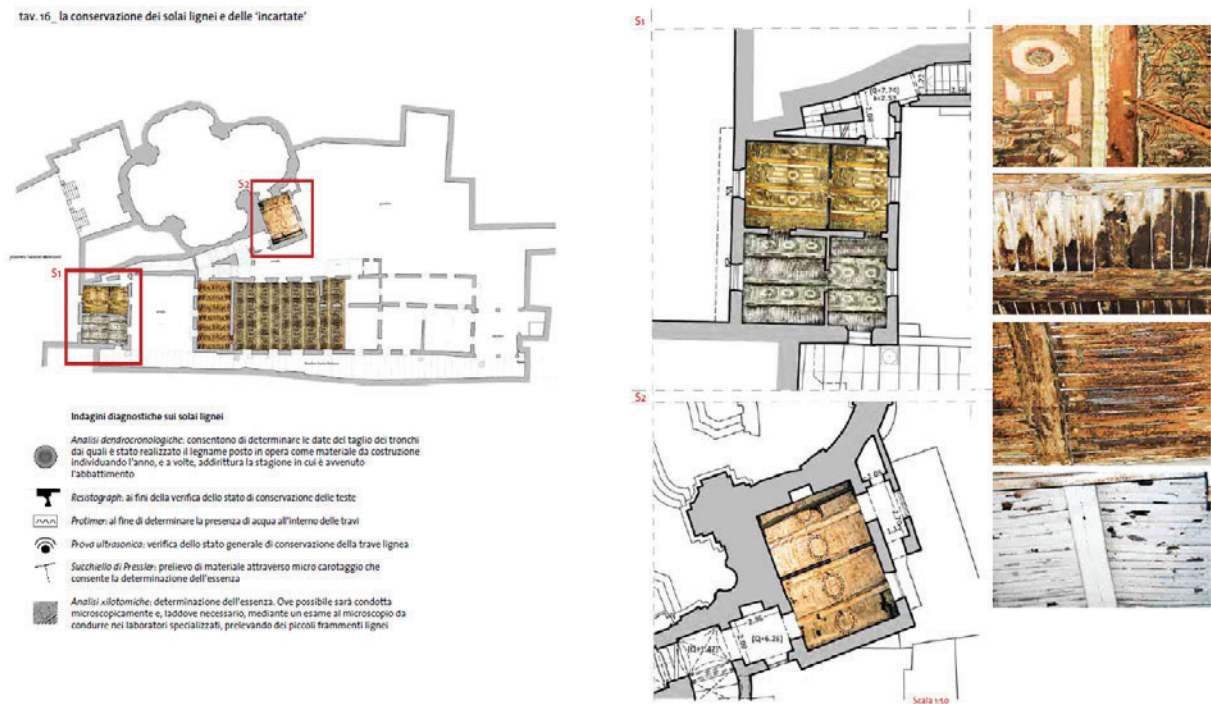 tav. 16_ la conservazione dei solai lignei e delle 'incartate'
S2
S1
Indagini diagnostiche sui solai lignei
Analisi dendrocronologiche: consentono di determinare le date del taglio dei tronchi
dai quali è stato realizzato il legname posto in opera come materiale da costruzione
individuando l'anno, e a volte, addirittura la stagione in cui è avvenuto
l'abbattimento
Resistograph: ai fini della verifica dello stato di conservazione delle teste
Protimer: al fine di determinare la presenza di acqua all'interno delle travi
Prova ultrasonica: verifica dello stato generale di conservazione della trave lignea
Succhiello di Pressler: prelievo di materiale attraverso micro carotaggio che
consente la determinazione dell'essenza
Analisi xilotomiche: determinazione dell'essenza. Ove possibile sarà condotta
microscopicamente e, laddove necessario, mediante un esame al microscopio da
condurre nei laboratori specializzati, prelevando dei piccoli frammenti lignei
S1
(Q=7.74)
h=2.53
S2
(Q=6.26)
Scala 1:50